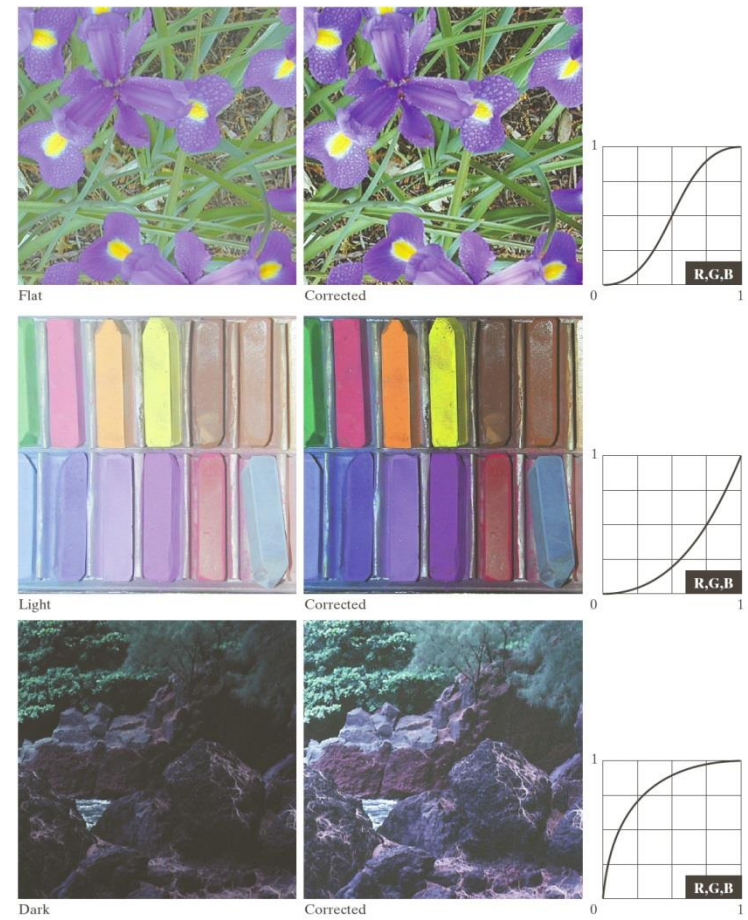 1
R,G,B
Flat
Corrected
0
1
1
R,G,B
Light
Corrected
0
1
1
R,G,B
Dark
Corrected
0
1